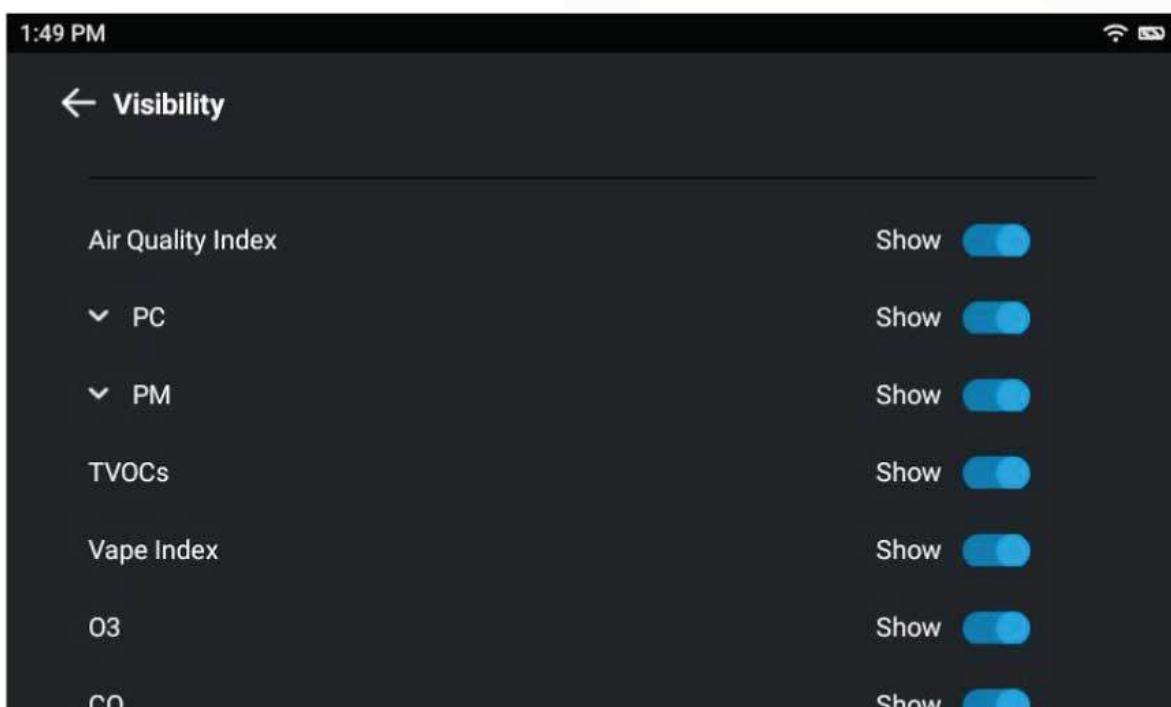 1:49 PM
Visibility
Air Quality Index Show
PC Show
PM Show
TVOCs Show
Vape Index Show
O3 Show
CO Show